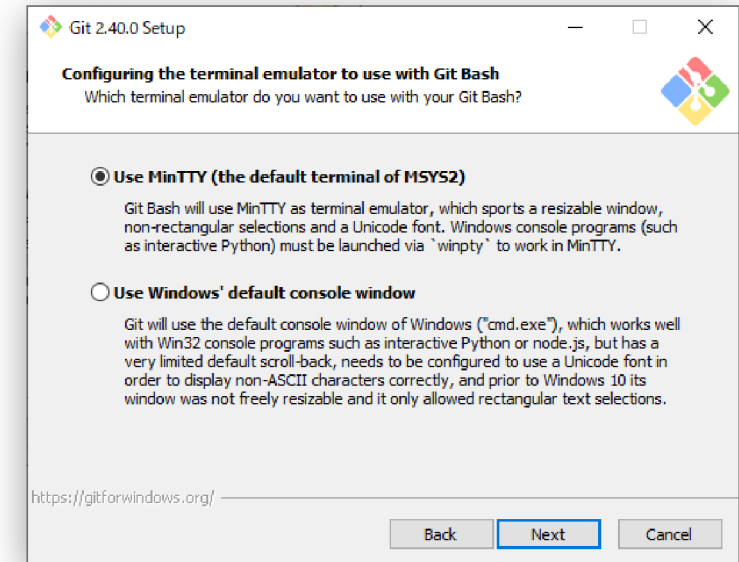 Git 2.40.0 Setup
Configuring the terminal emulator to use with Git Bash
Which terminal emulator do you want to use with your Git Bash?
Use MinTTY (the default terminal of MSYS2)
Git Bash will use MinTTY as terminal emulator, which sports a resizable window,
non-rectangular selections and a Unicode font. Windows console programs (such
as interactive Python) must be launched via `winpty` to work in MinTTY.
Use Windows' default console window
Git will use the default console window of Windows ("cmd.exe"), which works well
with Win32 console programs such as interactive Python or node.js, but has a
very limited default scroll-back, needs to be configured to use a Unicode font in
order to display non-ASCII characters correctly, and prior to Windows 10 its
window was not freely resizable and it only allowed rectangular text selections.
https://gitforwindows.org/
Back Next Cancel